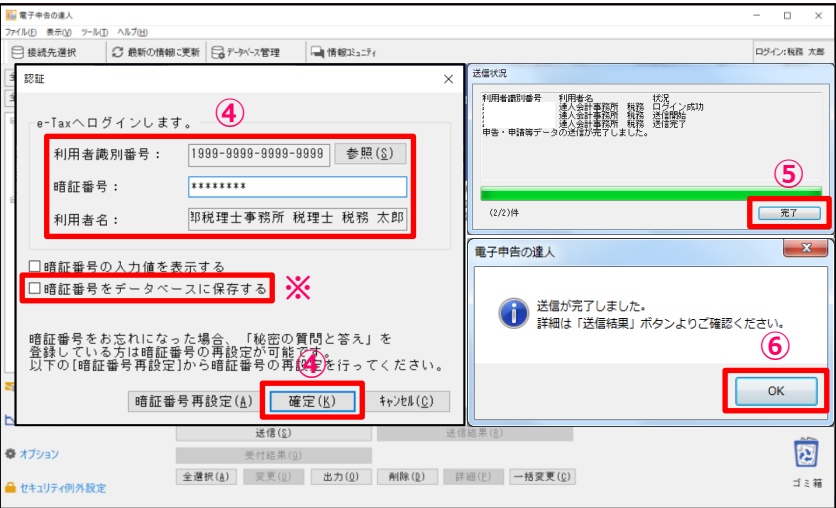 電子申告の達人
ファイル(F) 表示(V) ツール(T) ヘルプ(H)
接続先選択 最新の情報に更新 データベース管理 情報コミュニティ ログイン:税務 太郎
認証
④
e-Taxへログインします。
利用者識別番号: 1999-9999-9999-9999 参照(S)
暗証番号: ********
利用者名: 税理士事務所 税理士 税務 太郎
□暗証番号の入力値を表示する
□暗証番号をデータベースに保存する ※
暗証番号をお忘れになった場合、「秘密の質問と答え」を
登録している方は暗証番号の再設定が可能です。
以下の[暗証番号再設定]から暗証番号の再設定を行ってください。
④
暗証番号再設定(A) 確定(K) キャンセル(C)
送信状況
利用者識別番号 利用者名 状況
達人会計事務所 税務 ログイン成功
達人会計事務所 税務 送信開始
達人会計事務所 税務 送信完了
申告・申請等データの送信が完了しました。
⑤
(2/2)件 完了
電子申告の達人
送信が完了しました。
詳細は「送信結果」ボタンよりご確認ください。
⑥
OK
送信(S) 送信結果(R)
オプション 受付結果(Q)
全選択(A) 変更(U) 出力(O) 削除(D) 詳細(P) 一括変更(C) ゴミ箱
セキュリティ例外設定